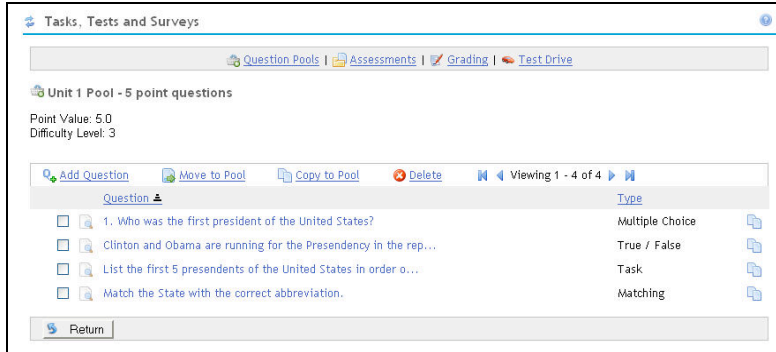 Tasks, Tests and Surveys
Question Pools | Assessments | Grading | Test Drive
Unit 1 Pool - 5 point questions
Point Value: 5.0
Difficulty Level: 3
Add Question Move to Pool Copy to Pool Delete Viewing 1 - 4 of 4
Question Type
1. Who was the first president of the United States? Multiple Choice
Clinton and Obama are running for the Presendency in the rep... True / False
List the first 5 presendents of the United States in order o... Task
Match the State with the correct abbreviation. Matching
Return